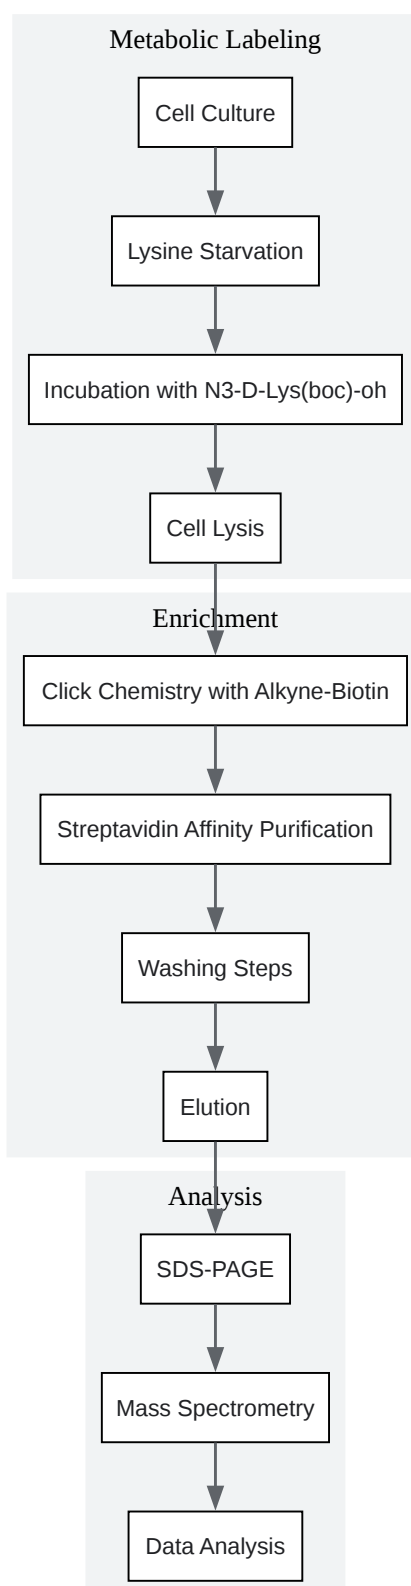 Metabolic Labeling
Cell Culture
Lysine Starvation
Incubation with N3-D-Lys(boc)-oh
Cell Lysis
Enrichment
Click Chemistry with Alkyne-Biotin
Streptavidin Affinity Purification
Washing Steps
Elution
Analysis
SDS-PAGE
Mass Spectrometry
Data Analysis